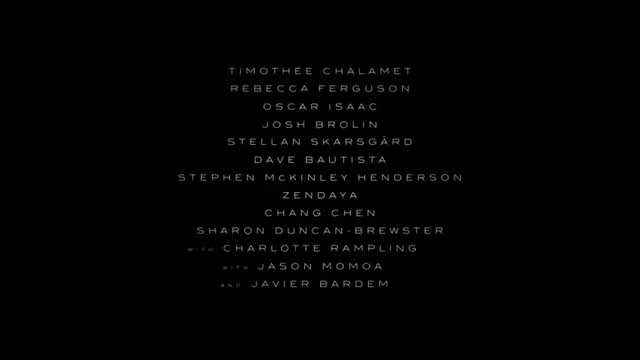 TIMOTHÉE CHALAMET
REBECCA FERGUSON
OSCAR ISAAC
JOSH BROLIN
STELLAN SKARSGÅRD
DAVE BAUTISTA
STEPHEN McKINLEY HENDERSON
ZENDAYA
CHANG CHEN
SHARON DUNCAN-BREWSTER
WITH CHARLOTTE RAMPLING
WITH JASON MOMOA
AND JAVIER BARDEM